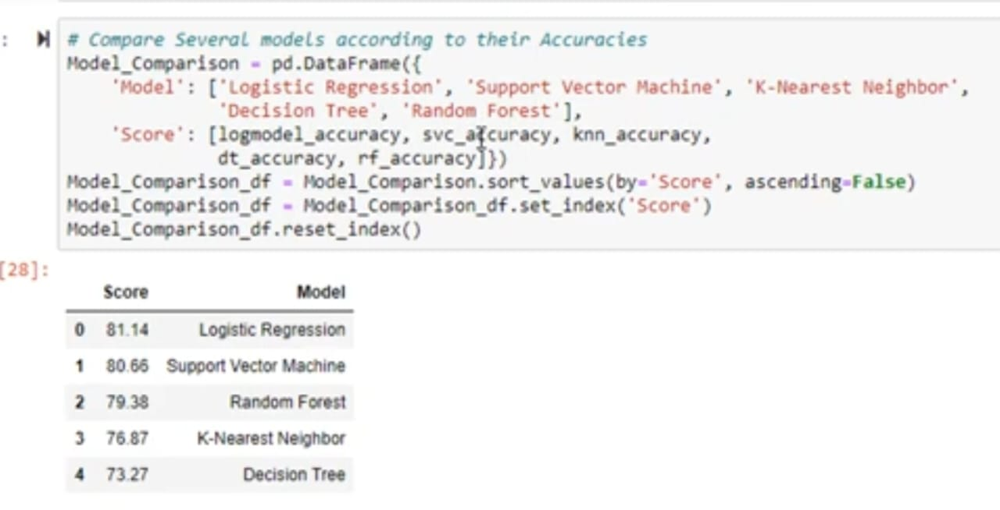 :
# Compare Several models according to their Accuracies
Model_Comparison = pd.DataFrame({
'Model': ['Logistic Regression', 'Support Vector Machine', 'K-Nearest Neighbor',
'Decision Tree', 'Random Forest'],
'Score': [logmodel_accuracy, svc_accuracy, knn_accuracy,
dt_accuracy, rf_accuracy]})
Model_Comparison_df = Model_Comparison.sort_values(by='Score', ascending=False)
Model_Comparison_df = Model_Comparison_df.set_index('Score')
Model_Comparison_df.reset_index()
[28]:
Score Model
0 81.14 Logistic Regression
1 80.66 Support Vector Machine
2 79.38 Random Forest
3 76.87 K-Nearest Neighbor
4 73.27 Decision Tree